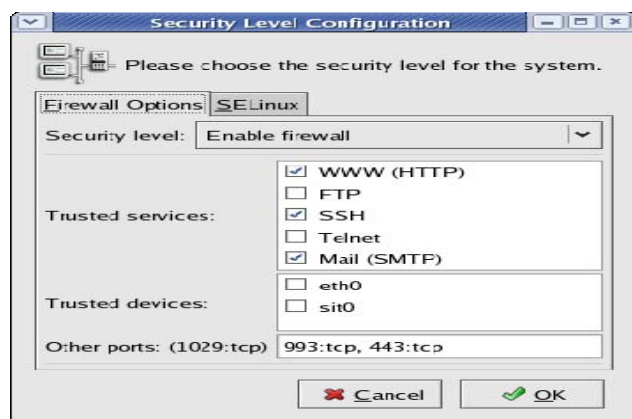 Security Level Configuration
Please choose the security level for the system.
Firewall Options SELinux
Security level: Enable firewall
WWW (HTTP)
FTP
Trusted services: SSH
Telnet
Mail (SMTP)
eth0
Trusted devices: sit0
Other ports: (1029:tcp) 993:tcp, 443:tcp
Cancel OK